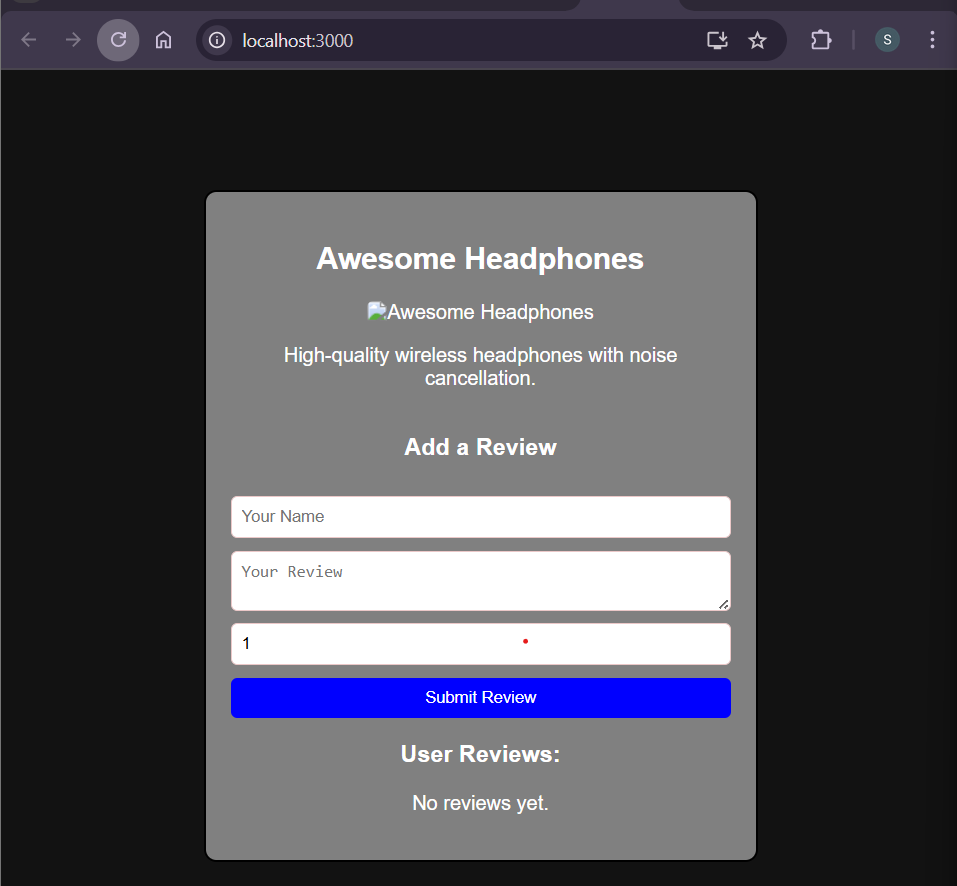 localhost:3000
S
Awesome Headphones
Awesome Headphones
High-quality wireless headphones with noise
cancellation.
Add a Review
Your Name
Your Review
1
Submit Review
User Reviews:
No reviews yet.